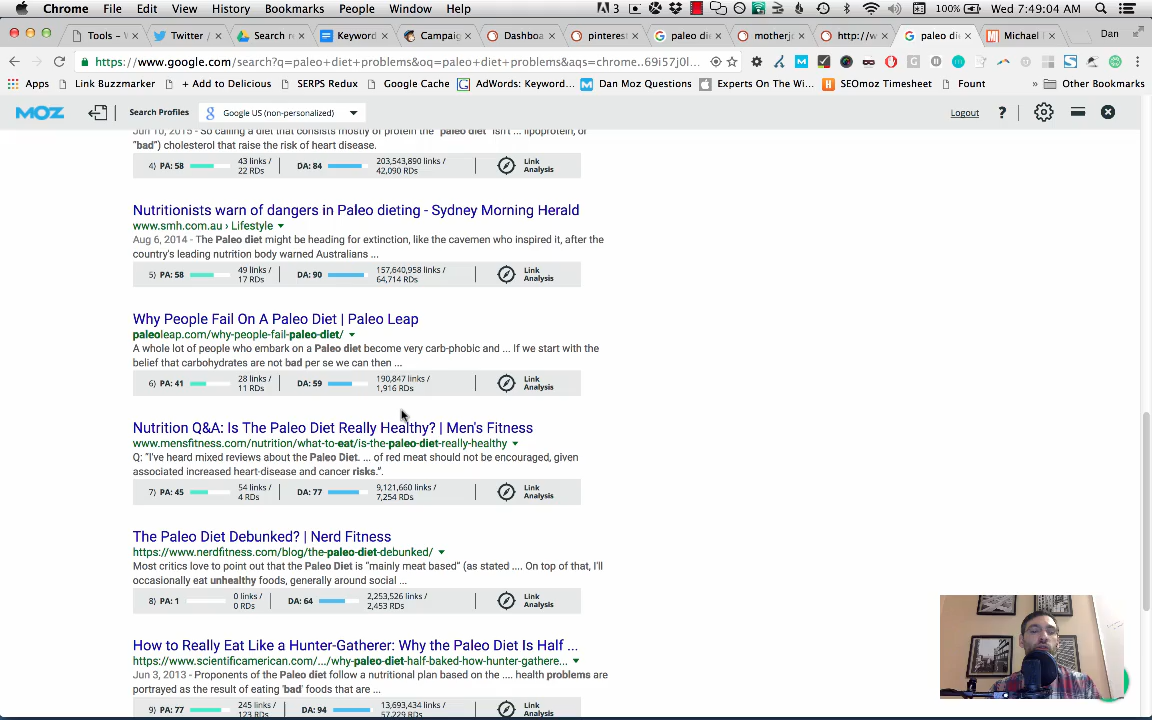 Chrome File Edit View History Bookmarks People Window Help 3 100% Wed 7:49:04 AM
Tools – W Twitter / Search re Keyword Campaig Dashboa pinterest paleo die motherjo http://w paleo die Michael Dan
https://www.google.com/search?q=paleo+diet+problems&oq=paleo+diet+problems&aqs=chrome..69i57j0l...
Apps Link Buzzmarker + Add to Delicious SERPS Redux Google Cache AdWords: Keyword... Dan Moz Questions Experts On The Wi... SEOmoz Timesheet Fount » Other Bookmarks
MOZ Search Profiles Google US (non-personalized) Logout ?
Jun 10, 2015 - So calling a diet that consists mostly of protein the "paleo diet" isn't ... lipoprotein, or
"bad") cholesterol that raise the risk of heart disease.
4) PA: 58 43 links / 22 RDs DA: 84 203,543,890 links / 42,090 RDs Link Analysis
Nutritionists warn of dangers in Paleo dieting - Sydney Morning Herald
www.smh.com.au › Lifestyle
Aug 6, 2014 - The Paleo diet might be heading for extinction, like the cavemen who inspired it, after the
country's leading nutrition body warned Australians ...
5) PA: 58 49 links / 17 RDs DA: 90 157,640,958 links / 64,714 RDs Link Analysis
Why People Fail On A Paleo Diet | Paleo Leap
paleoleap.com/why-people-fail-paleo-diet/
A whole lot of people who embark on a Paleo diet become very carb-phobic and ... If we start with the
belief that carbohydrates are not bad per se we can then ...
6) PA: 41 28 links / 11 RDs DA: 59 190,847 links / 1,916 RDs Link Analysis
Nutrition Q&A: Is The Paleo Diet Really Healthy? | Men's Fitness
www.mensfitness.com/nutrition/what-to-eat/is-the-paleo-diet-really-healthy
Q: "I've heard mixed reviews about the Paleo Diet. ... of red meat should not be encouraged, given
associated increased heart-disease and cancer risks.".
7) PA: 45 54 links / 4 RDs DA: 77 9,121,660 links / 7,254 RDs Link Analysis
The Paleo Diet Debunked? | Nerd Fitness
https://www.nerdfitness.com/blog/the-paleo-diet-debunked/
Most critics love to point out that the Paleo Diet is "mainly meat based" (as stated .... On top of that, I'll
occasionally eat unhealthy foods, generally around social ...
8) PA: 1 0 links / 0 RDs DA: 64 2,253,526 links / 2,453 RDs Link Analysis
How to Really Eat Like a Hunter-Gatherer: Why the Paleo Diet Is Half ...
https://www.scientificamerican.com/.../why-paleo-diet-half-baked-how-hunter-gathere...
Jun 3, 2013 - Proponents of the Paleo diet follow a nutritional plan based on the .... health problems are
portrayed as the result of eating 'bad' foods that are ...
9) PA: 77 245 links / 123 RDs DA: 94 13,693,434 links / 57,229 RDs Link Analysis